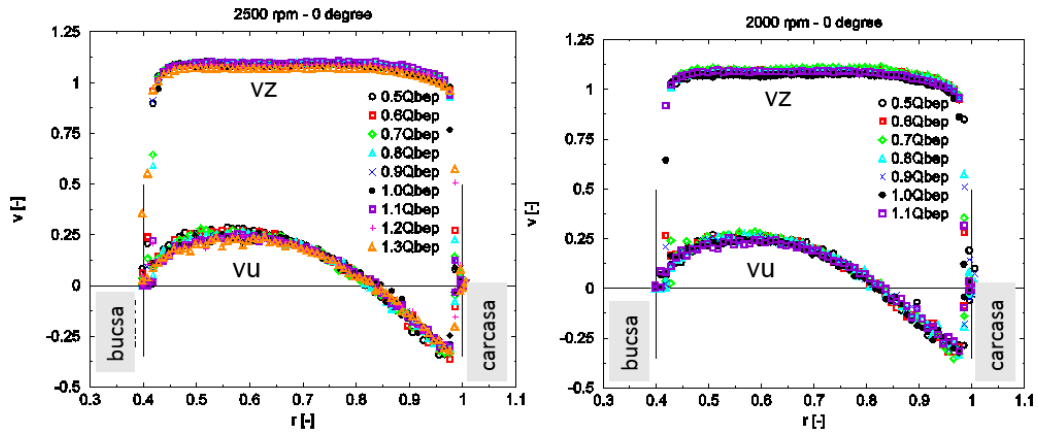 2500 rpm - 0 degree
1.25
1
0.75
0.5
0.25
0
-0.25
-0.5
v [-]
vz
0.5Qbep
0.6Qbep
0.7Qbep
0.8Qbep
0.9Qbep
1.0Qbep
1.1Qbep
1.2Qbep
1.3Qbep
vu
bucsa
carcasa
0.3 0.4 0.5 0.6 0.7 0.8 0.9 1 1.1
r [-]
2000 rpm - 0 degree
1.25
1
0.75
0.5
0.25
0
-0.25
-0.5
v [-]
vz
0.5Qbep
0.6Qbep
0.7Qbep
0.8Qbep
0.9Qbep
1.0Qbep
1.1Qbep
vu
bucsa
carcasa
0.3 0.4 0.5 0.6 0.7 0.8 0.9 1 1.1
r [-]